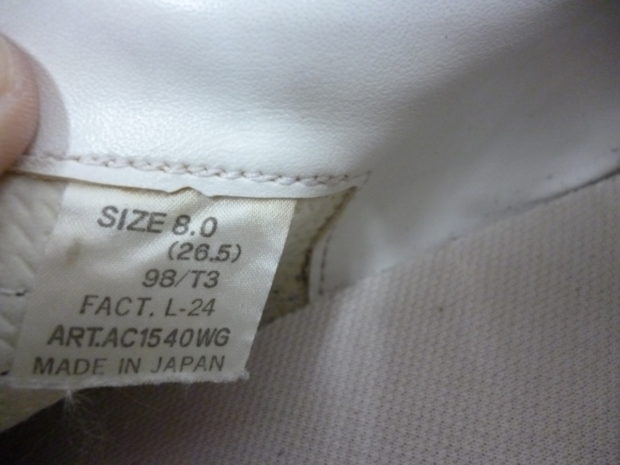 SIZE 8.0
(26.5)
98/T3
FACT. L-24
ART.AC1540WG
MADE IN JAPAN